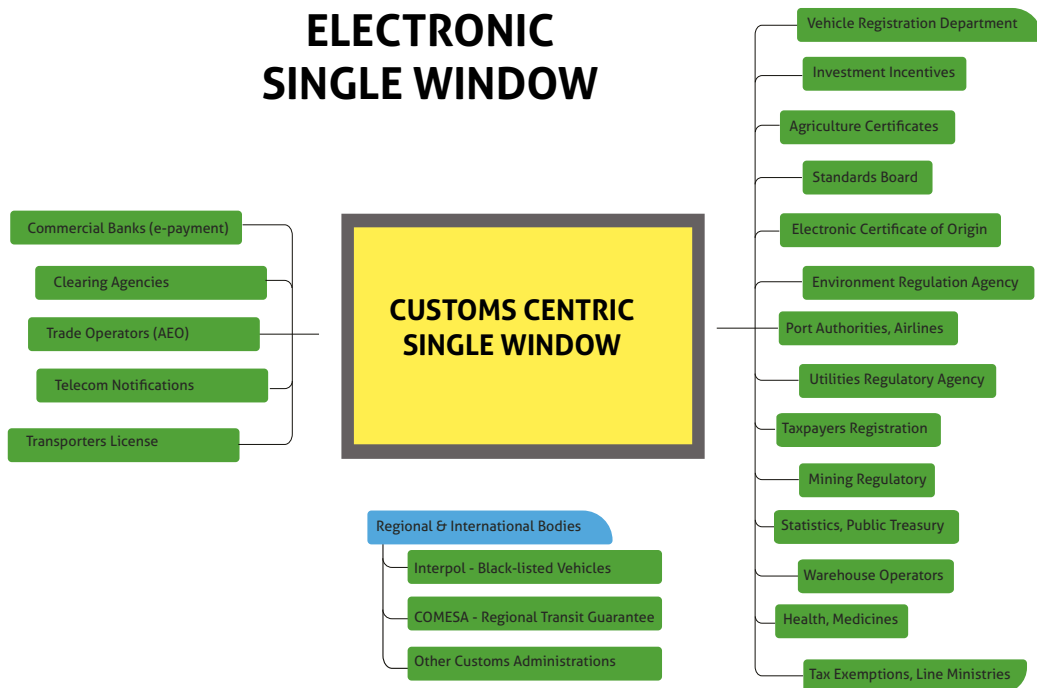 ELECTRONIC
SINGLE WINDOW
Commercial Banks (e-payment)
Clearing Agencies
Trade Operators (AEO)
Telecom Notifications
Transporters License
CUSTOMS CENTRIC
SINGLE WINDOW
Regional & International Bodies
Interpol - Black-listed Vehicles
COMESA - Regional Transit Guarantee
Other Customs Administrations
Vehicle Registration Department
Investment Incentives
Agriculture Certificates
Standards Board
Electronic Certificate of Origin
Environment Regulation Agency
Port Authorities, Airlines
Utilities Regulatory Agency
Taxpayers Registration
Mining Regulatory
Statistics, Public Treasury
Warehouse Operators
Health, Medicines
Tax Exemptions, Line Ministries